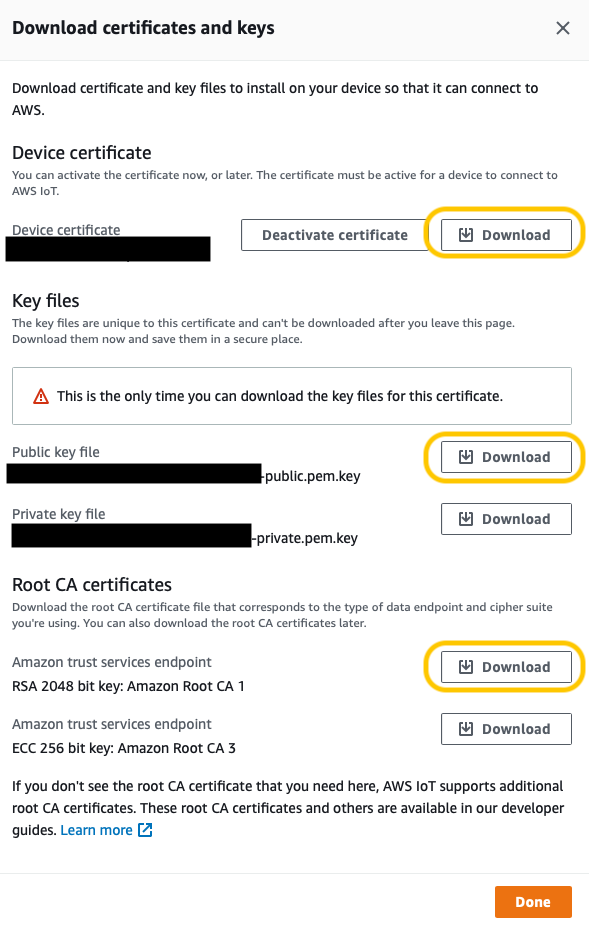 Download certificates and keys
Download certificate and key files to install on your device so that it can connect to
AWS.
Device certificate
You can activate the certificate now, or later. The certificate must be active for a device to connect to
AWS IoT.
Device certificate
Deactivate certificate
Download
Key files
The key files are unique to this certificate and can't be downloaded after you leave this page.
Download them now and save them in a secure place.
This is the only time you can download the key files for this certificate.
Public key file
Download
-public.pem.key
Private key file
Download
-private.pem.key
Root CA certificates
Download the root CA certificate file that corresponds to the type of data endpoint and cipher suite
you're using. You can also download the root CA certificates later.
Amazon trust services endpoint
Download
RSA 2048 bit key: Amazon Root CA 1
Amazon trust services endpoint
Download
ECC 256 bit key: Amazon Root CA 3
If you don't see the root CA certificate that you need here, AWS IoT supports additional
root CA certificates. These root CA certificates and others are available in our developer
guides. Learn more
Done